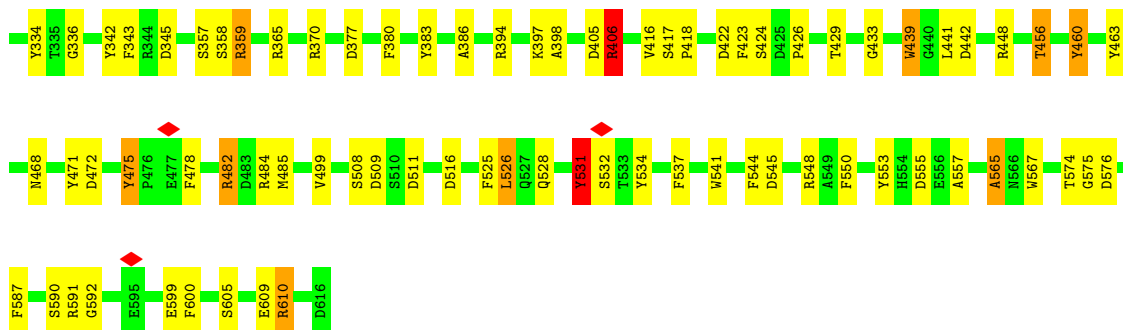 Y334 T335 G336 Y342 F343 R344 D345 S357 S358 R359 R365 R370 D377 F380 Y383 A386 R394 K397 A398 D405 R406 V416 S417 P418 D422 F423 S424 D425 P426 T429 G433 W439 G440 L441 D442 R448 T456 Y460 Y463
N468 Y471 D472 Y475 P476 E477 F478 R482 D483 R484 M485 V499 S508 D509 S510 D511 D516 F525 L526 Q527 Q528 Y531 S532 T533 Y534 F537 W541 F544 D545 R548 A549 F550 Y553 H554 D555 E556 A557 A565 N566 W567 T574 G575 D576
F587 S590 R591 G592 E595 E599 F600 S605 E609 R610 D616